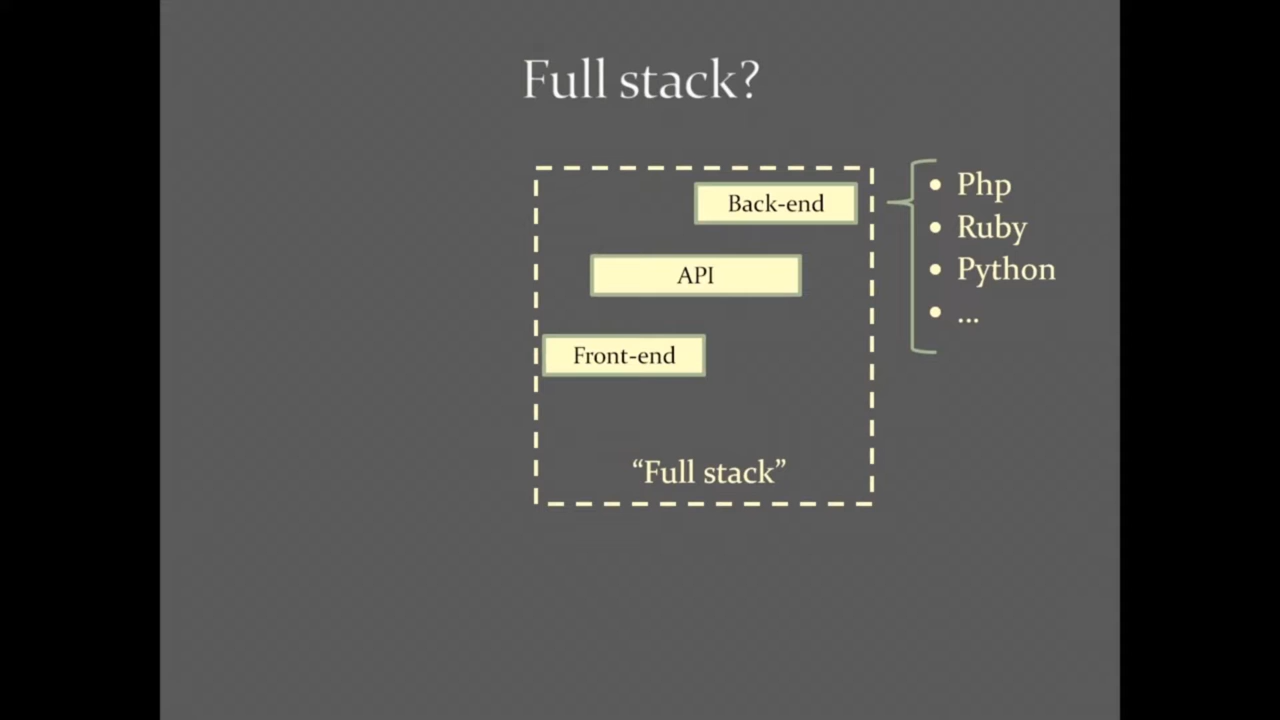 Full stack?
Back-end
API
Front-end
“Full stack”
• Php
• Ruby
• Python
• ...